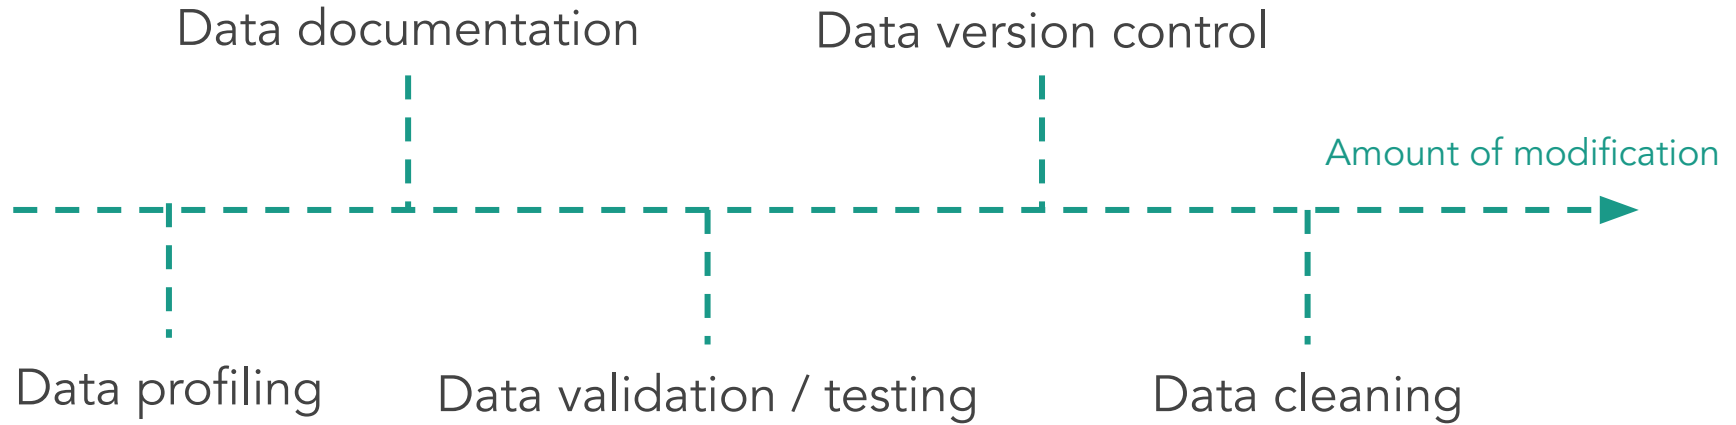 Data documentation
Data version control
Amount of modification
Data profiling
Data validation / testing
Data cleaning